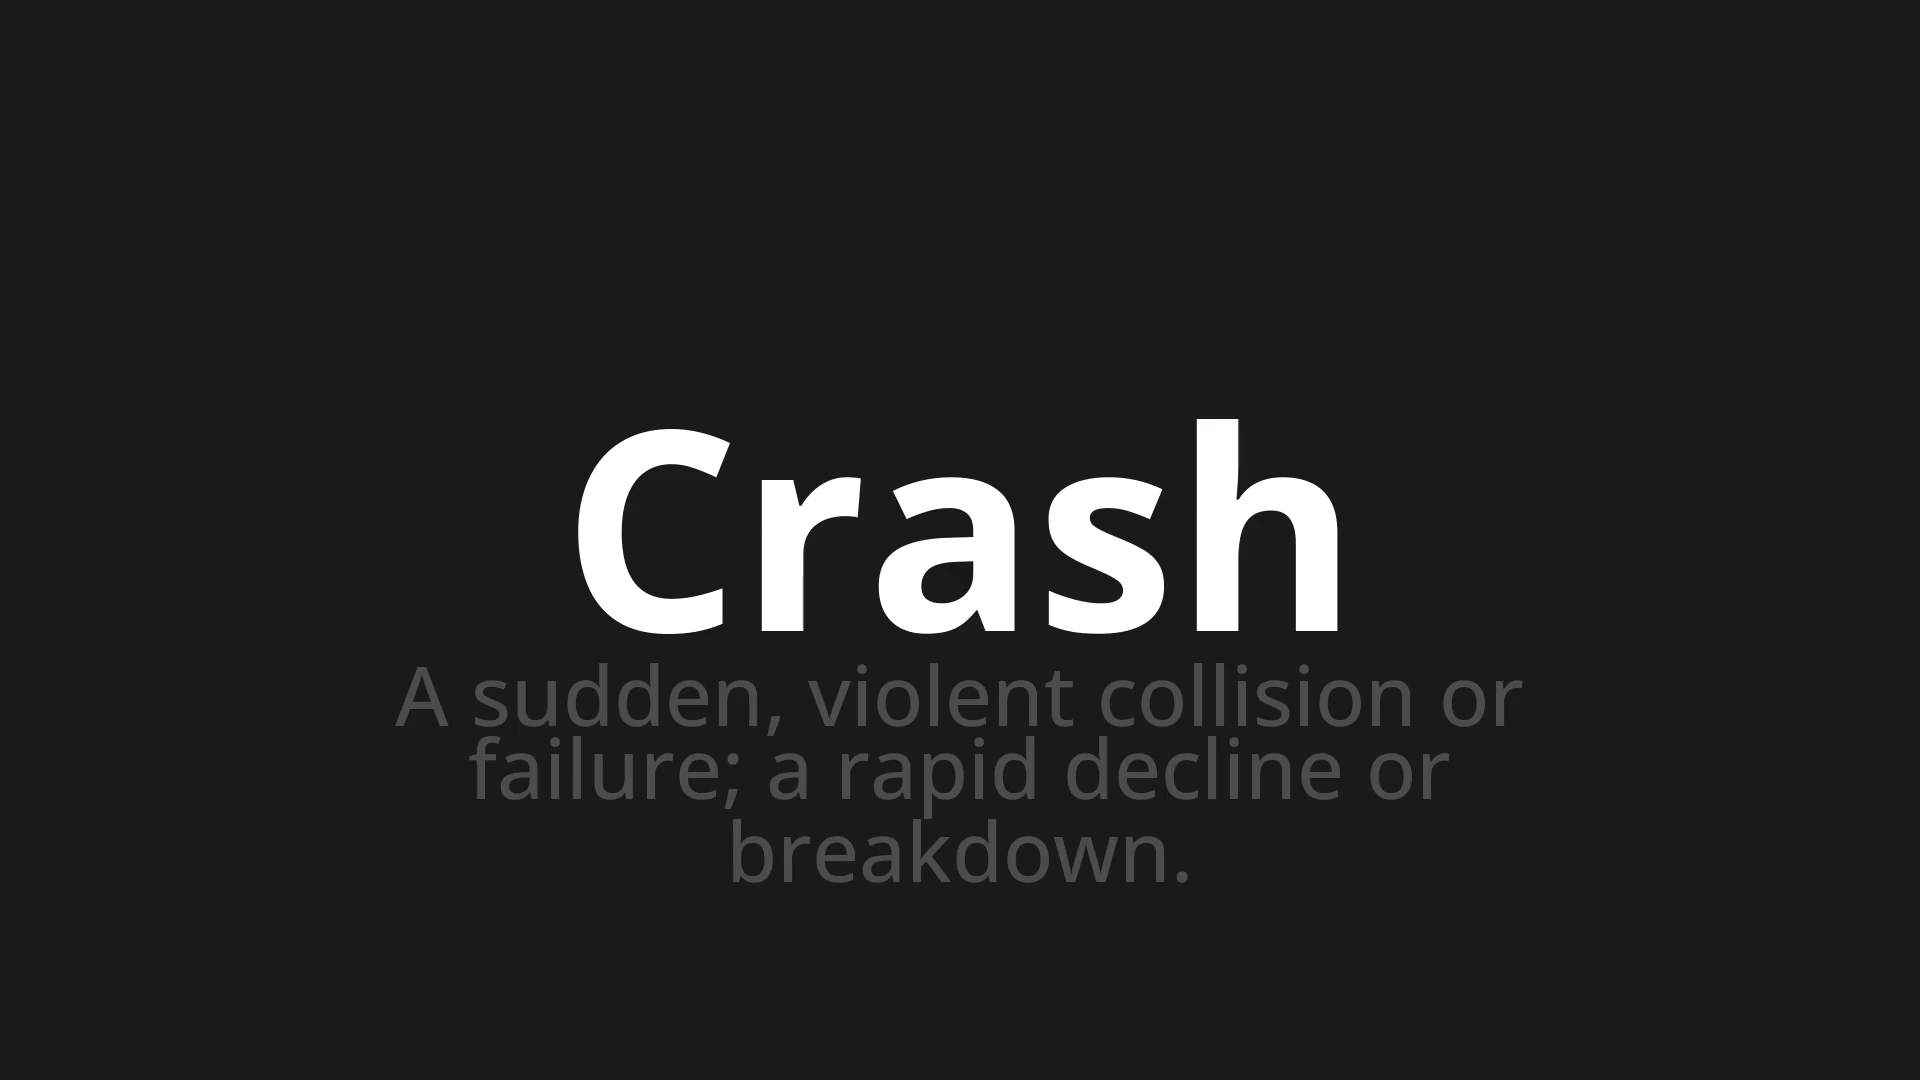 Crash
A sudden, violent collision or
failure; a rapid decline or
breakdown.